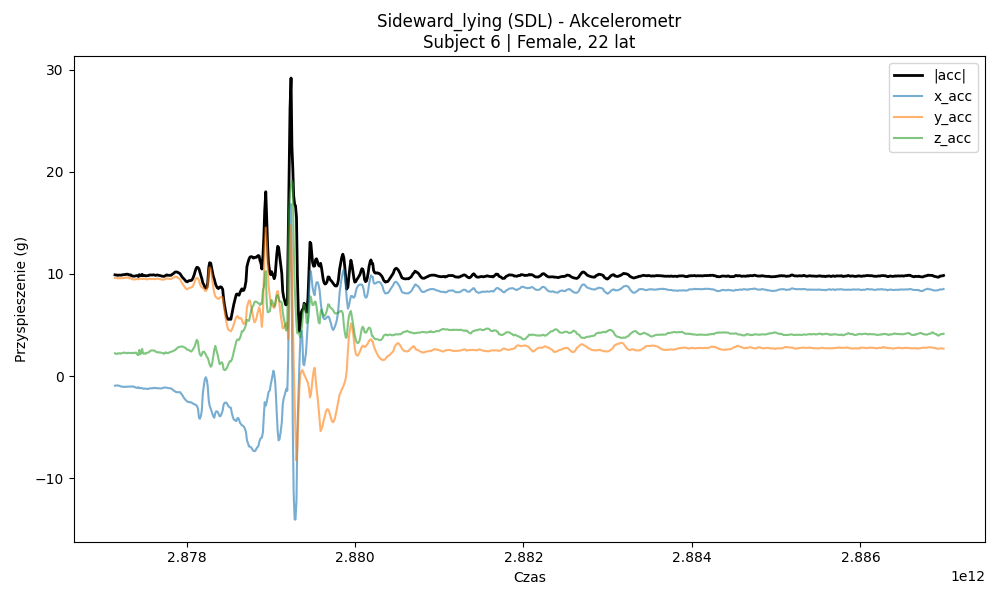 Sideward_lying (SDL) - Akcelerometr
Subject 6 | Female, 22 lat
Przyspieszenie (g)
30
20
10
0
−10
|acc|
x_acc
y_acc
z_acc
2.878
2.880
2.882
2.884
2.886
1e12
Czas